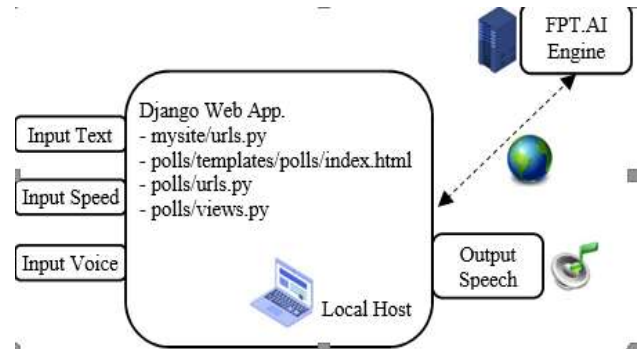 FPT.AI
Engine
Django Web App.
- mysite/urls.py
- polls/templates/polls/index.html
- polls/urls.py
- polls/views.py
Input Text
Input Speed
Input Voice
Output
Speech
Local Host